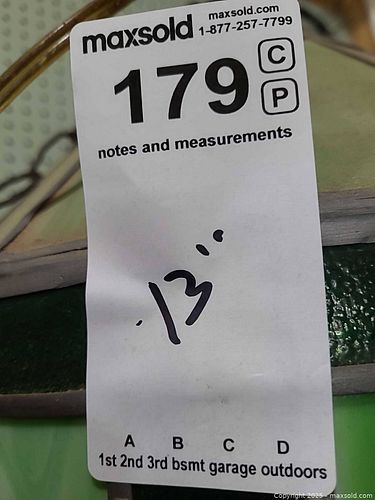 maxsold
maxsold.com
1-877-257-7799
179
C
P
notes and measurements
13"
A B C D
1st 2nd 3rd bsmt garage outdoors
Copyright 2025 - maxsold.com